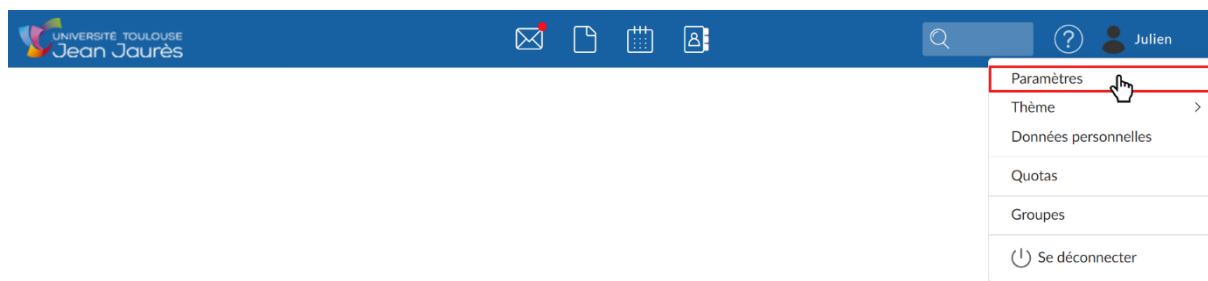 UNIVERSITÉ TOULOUSE
Jean Jaurès
Julien
Paramètres
Thème
Données personnelles
Quotas
Groupes
Se déconnecter